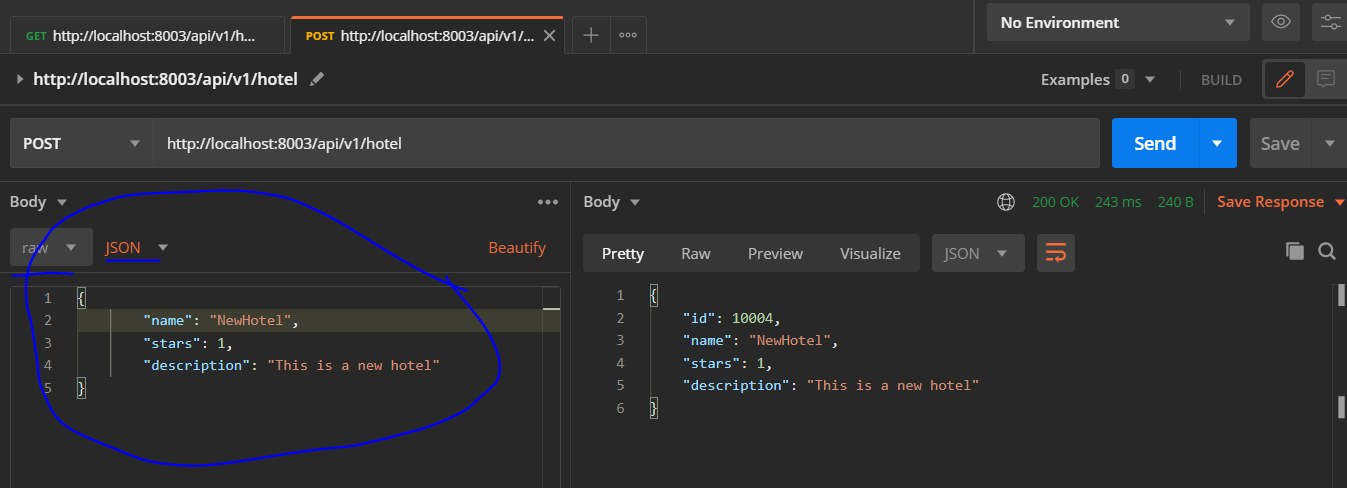 GET http://localhost:8003/api/v1/h...
POST http://localhost:8003/api/v1/...
No Environment
http://localhost:8003/api/v1/hotel
Examples 0
BUILD
POST
http://localhost:8003/api/v1/hotel
Send
Save
Body
raw
JSON
Beautify
1 {
2 "name": "NewHotel",
3 "stars": 1,
4 "description": "This is a new hotel"
5 }
Body
200 OK 243 ms 240 B
Save Response
Pretty Raw Preview Visualize
JSON
1 {
2 "id": 10004,
3 "name": "NewHotel",
4 "stars": 1,
5 "description": "This is a new hotel"
6 }